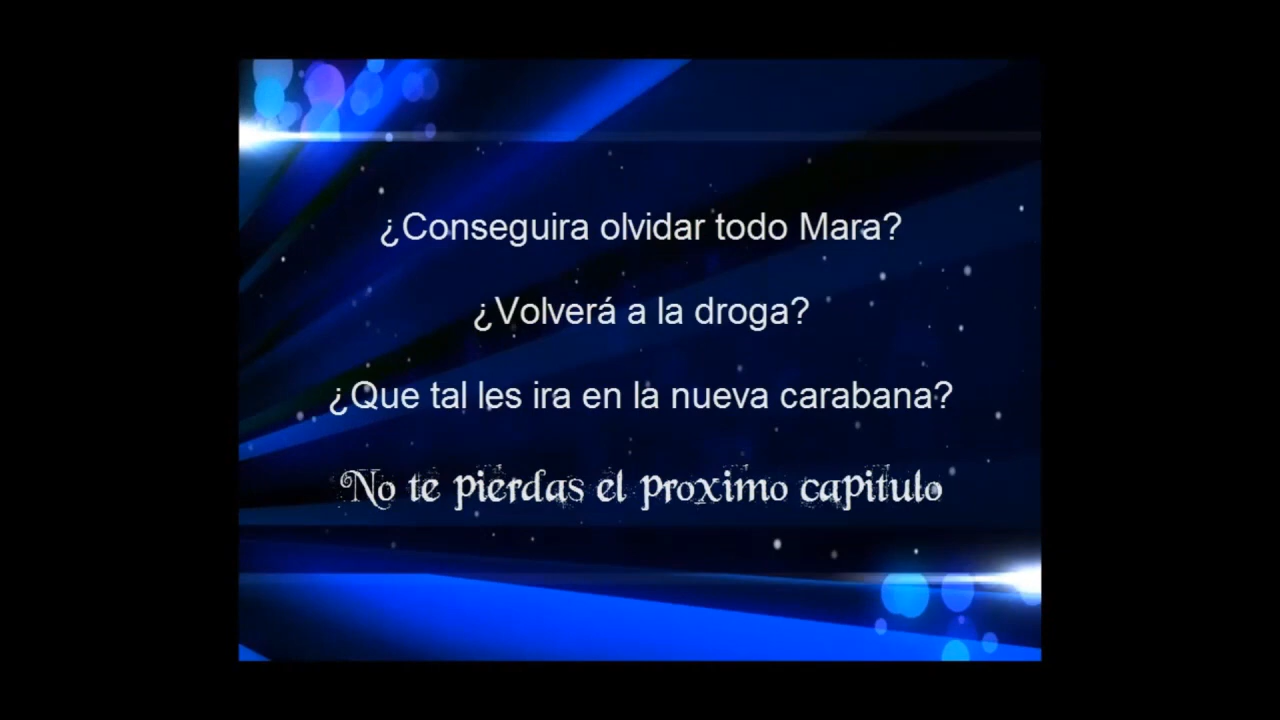 ¿Conseguira olvidar todo Mara?
¿Volverá a la droga?
¿Que tal les ira en la nueva carabana?
No te pierdas el proximo capitulo